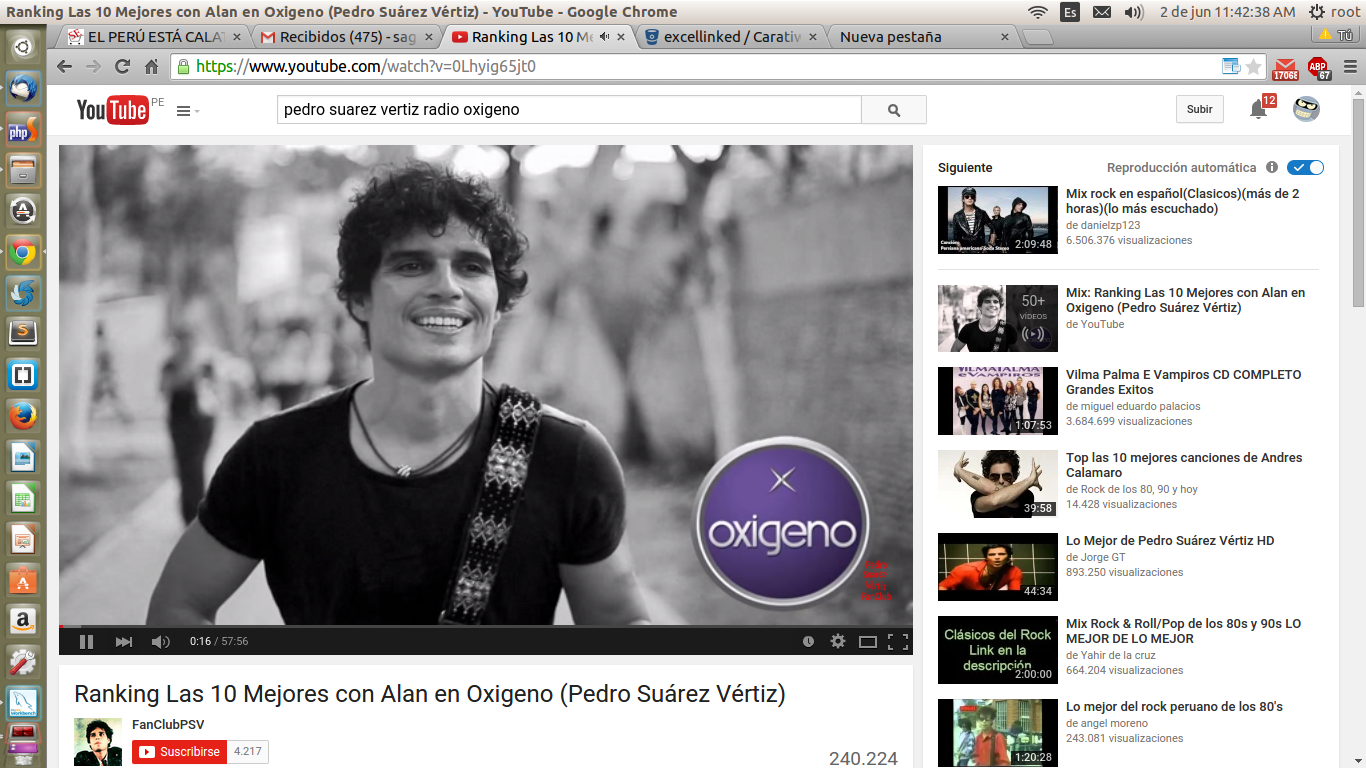 Ranking Las 10 Mejores con Alan en Oxigeno (Pedro Suárez Vértiz) - YouTube - Google Chrome
Es
2 de jun 11:42:38 AM
root
EL PERÚ ESTÁ CALAT
Recibidos (475) - sag
Ranking Las 10 Me
excellinked / Carativ
Nueva pestaña
Tú
https://www.youtube.com/watch?v=0Lhyig65jt0
17068
ABP
67
YouTube PE
pedro suarez vertiz radio oxigeno
Subir
12
oxigeno
0:16 / 57:56
Ranking Las 10 Mejores con Alan en Oxigeno (Pedro Suárez Vértiz)
FanClubPSV
Suscribirse 4.217
240.224
Siguiente
Reproducción automática
Mix rock en español(Clasicos)(más de 2
horas)(lo más escuchado)
de danielzp123
6.506.376 visualizaciones
2:09:48
Mix: Ranking Las 10 Mejores con Alan en
Oxigeno (Pedro Suárez Vértiz)
de YouTube
50+
VÍDEOS
Vilma Palma E Vampiros CD COMPLETO
Grandes Exitos
de miguel eduardo palacios
3.684.699 visualizaciones
1:07:53
Top las 10 mejores canciones de Andres
Calamaro
de Rock de los 80, 90 y hoy
14.428 visualizaciones
39:58
Lo Mejor de Pedro Suárez Vértiz HD
de Jorge GT
893.250 visualizaciones
44:34
Mix Rock & Roll/Pop de los 80s y 90s LO
MEJOR DE LO MEJOR
de Yahir de la cruz
664.204 visualizaciones
Clásicos del Rock
Link en la
descripción
2:00:00
Lo mejor del rock peruano de los 80's
de angel moreno
243.081 visualizaciones
1:20:28